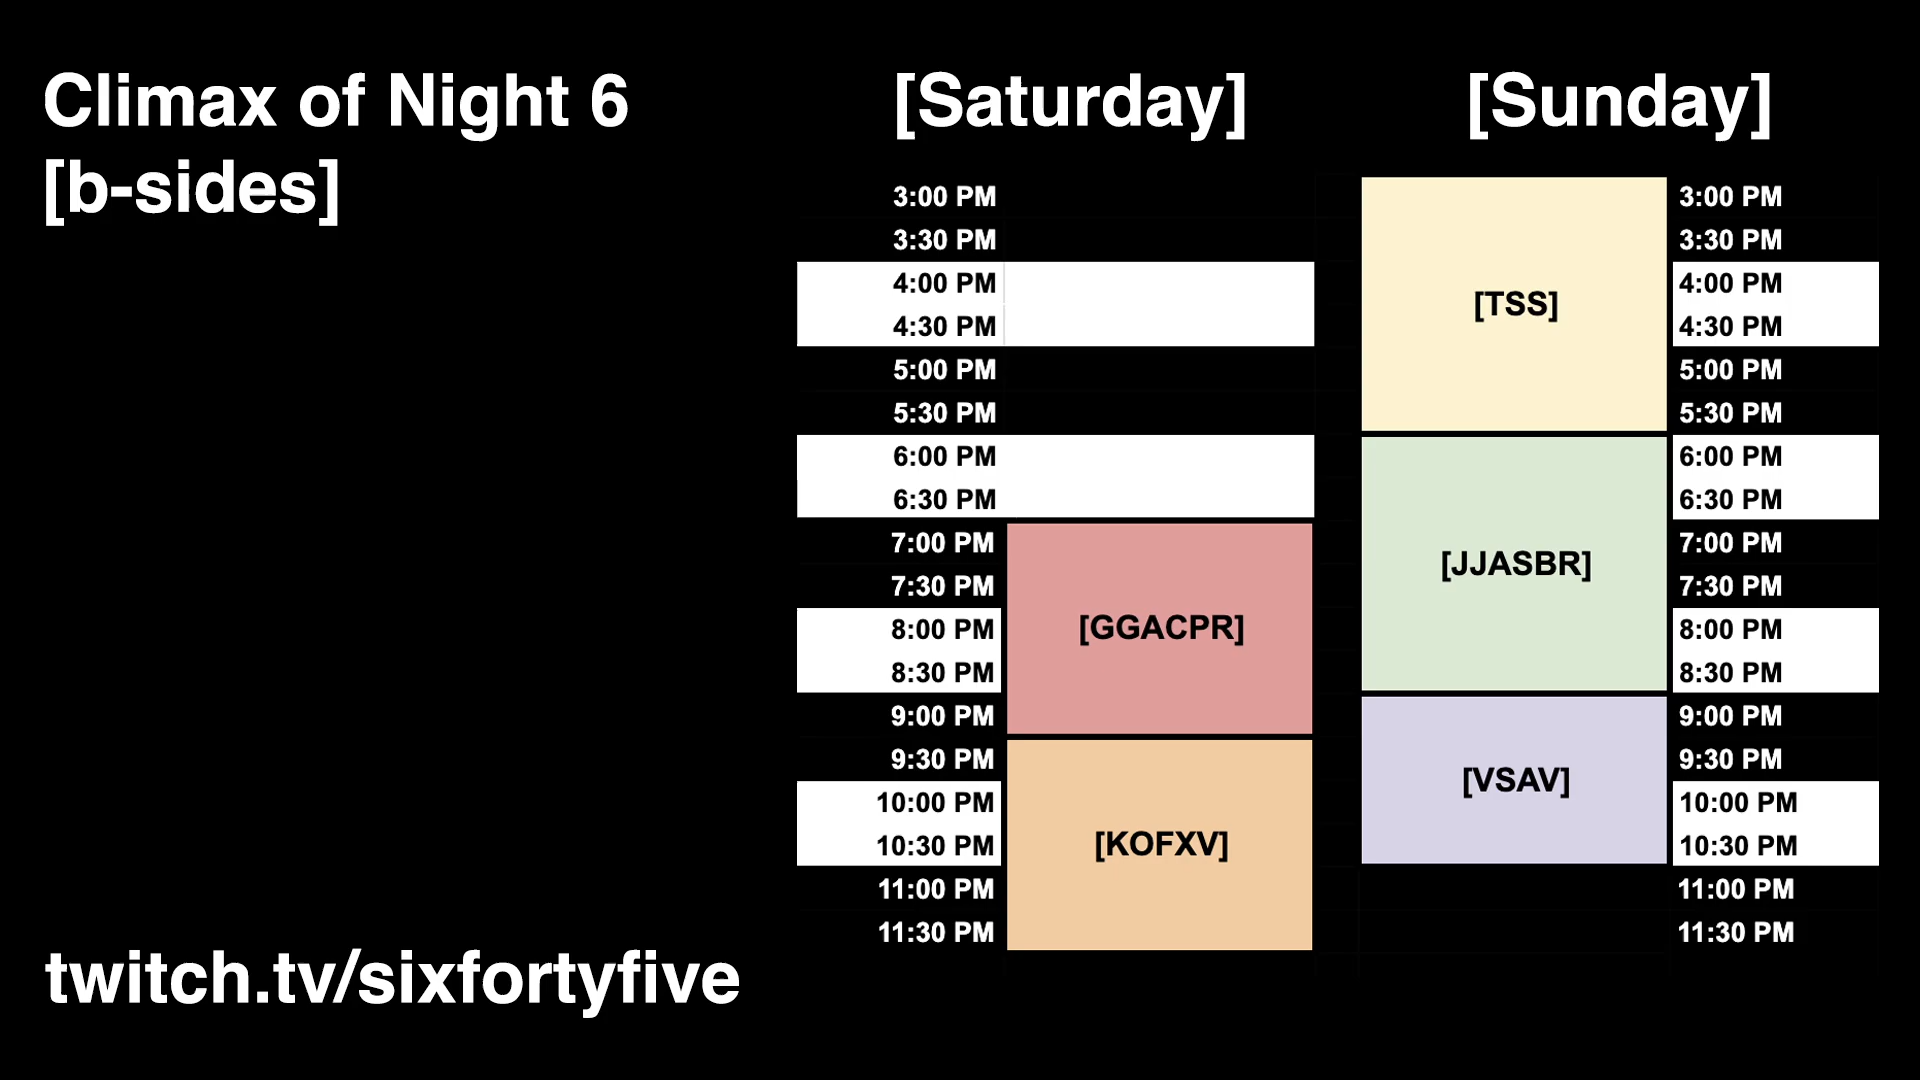 Climax of Night 6
[b-sides]
twitch.tv/sixfortyfive
[Saturday]
3:00 PM
3:30 PM
4:00 PM
4:30 PM
5:00 PM
5:30 PM
6:00 PM
6:30 PM
7:00 PM
7:30 PM
8:00 PM
8:30 PM
9:00 PM
9:30 PM
10:00 PM
10:30 PM
11:00 PM
11:30 PM
[GGACPR]
[KOFXV]
[Sunday]
[TSS]
[JJASBR]
[VSAV]
3:00 PM
3:30 PM
4:00 PM
4:30 PM
5:00 PM
5:30 PM
6:00 PM
6:30 PM
7:00 PM
7:30 PM
8:00 PM
8:30 PM
9:00 PM
9:30 PM
10:00 PM
10:30 PM
11:00 PM
11:30 PM